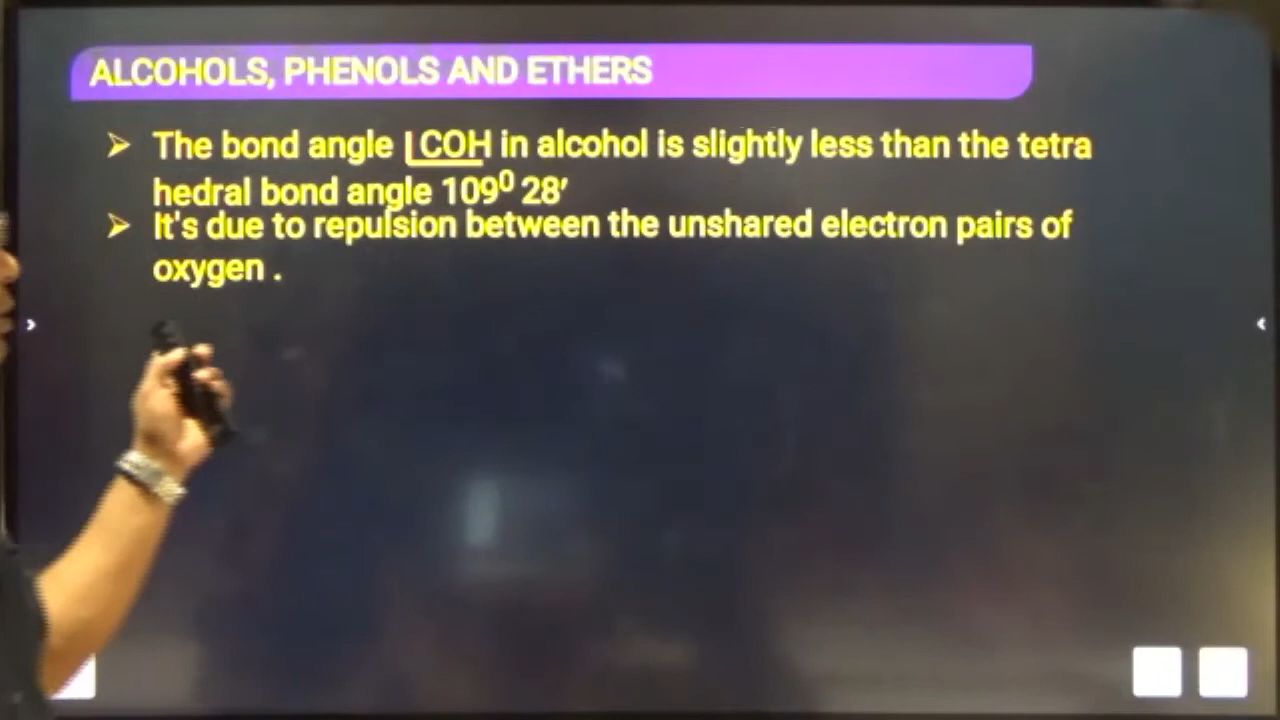 ALCOHOLS, PHENOLS AND ETHERS
➢ The bond angle ∟COH in alcohol is slightly less than the tetra
hedral bond angle 109⁰ 28′
➢ It's due to repulsion between the unshared electron pairs of
oxygen .